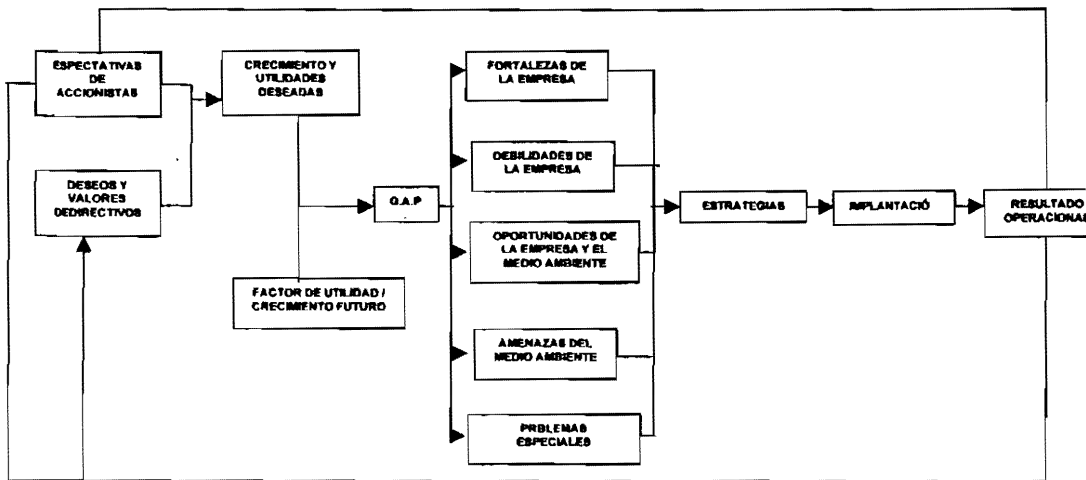 ESPECTATIVAS
DE
ACCIONISTAS
DESEOS Y
VALORES
DEDIRECTIVOS
CRECIMIENTO Y
UTILIDADES
DESEADAS
FACTOR DE UTILIDAD /
CRECIMIENTO FUTURO
G.A.P
FORTALEZAS DE
LA EMPRESA
DEBILIDADES DE
LA EMPRESA
OPORTUNIDADES DE
LA EMPRESA Y EL
MEDIO AMBIENTE
AMENAZAS DEL
MEDIO AMBIENTE
PRBLEMAS
ESPECIALES
ESTRATEGIAS
IMPLANTACIÓ
RESULTADO
OPERACIONAL